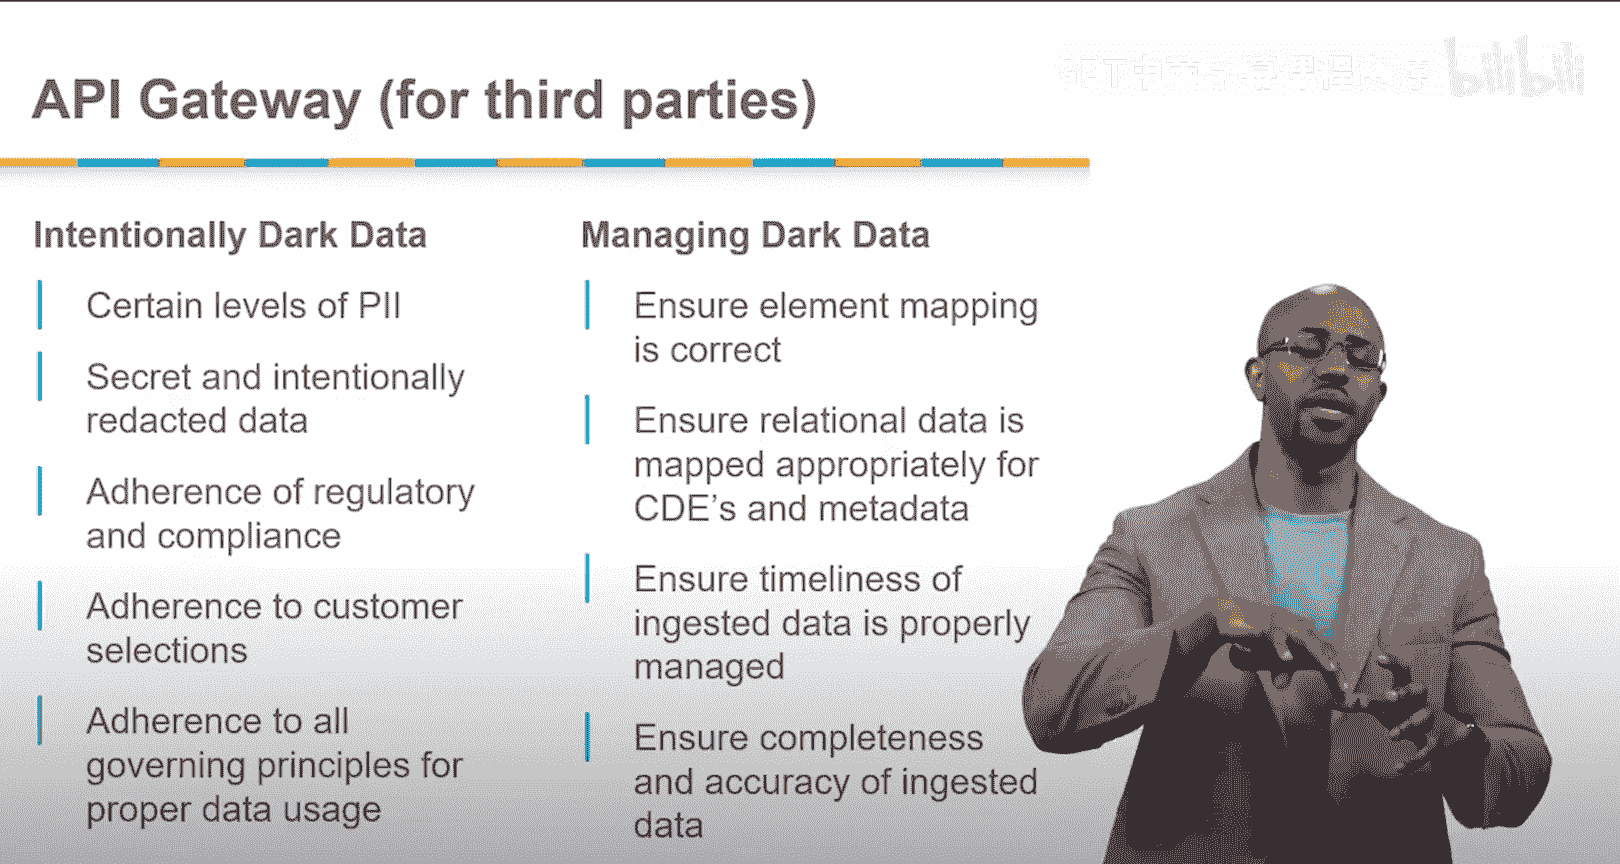 API Gateway (for third parties)
Intentionally Dark Data
Certain levels of PII
Secret and intentionally
redacted data
Adherence of regulatory
and compliance
Adherence to customer
selections
Adherence to all
governing principles for
proper data usage
Managing Dark Data
Ensure element mapping
is correct
Ensure relational data is
mapped appropriately for
CDE’s and metadata
Ensure timeliness of
ingested data is properly
managed
Ensure completeness
and accuracy of ingested
data
bilibili